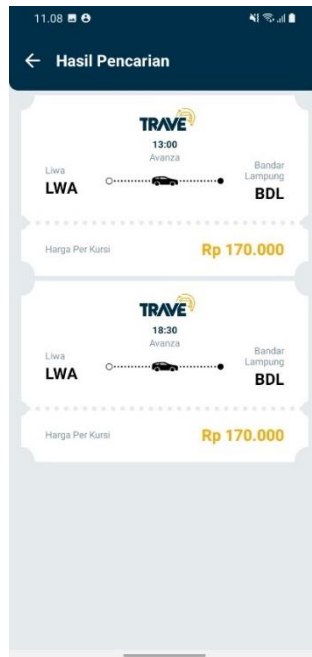 11.08
Hasil Pencarian
TRAVE
13:00
Avanza
Liwa
LWA
Bandar
Lampung
BDL
Harga Per Kursi
Rp 170.000
TRAVE
18:30
Avanza
Liwa
LWA
Bandar
Lampung
BDL
Harga Per Kursi
Rp 170.000